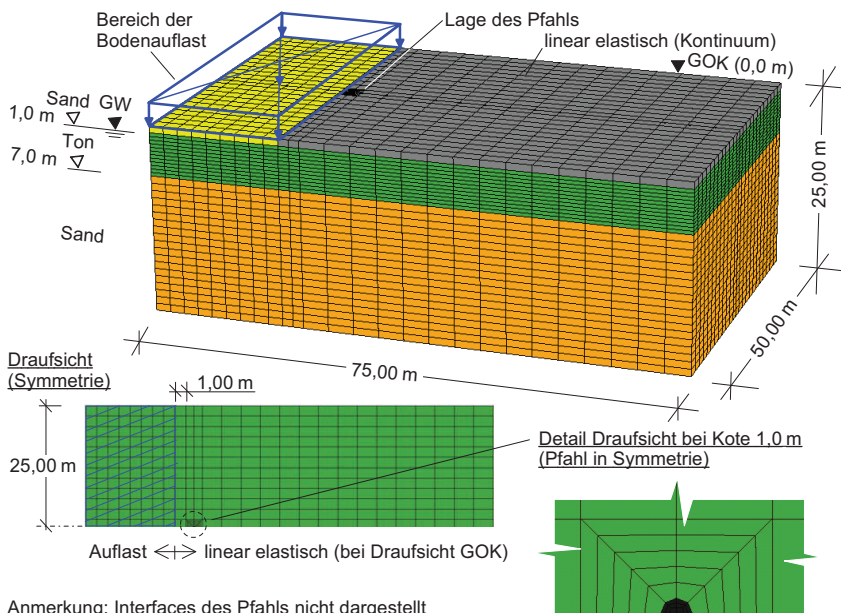 Bereich der
Bodenauflast
Lage des Pfahls
linear elastisch (Kontinuum)
GOK (0,0 m)
Sand GW
1,0 m
Ton
7,0 m
Sand
25,00 m
50,00 m
75,00 m
Draufsicht
(Symmetrie)
1,00 m
25,00 m
Detail Draufsicht bei Kote 1,0 m
(Pfahl in Symmetrie)
Auflast linear elastisch (bei Draufsicht GOK)
Anmerkung: Interfaces des Pfahls nicht dargestellt